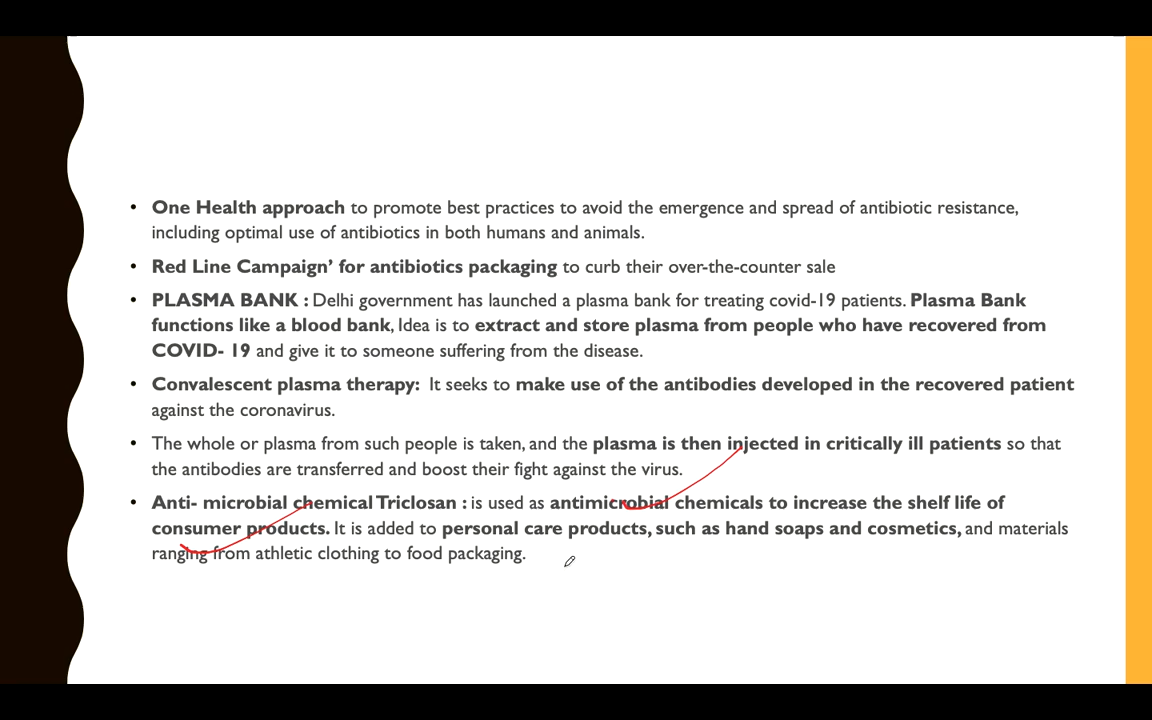 • One Health approach to promote best practices to avoid the emergence and spread of antibiotic resistance,
including optimal use of antibiotics in both humans and animals.
• Red Line Campaign’ for antibiotics packaging to curb their over-the-counter sale
• PLASMA BANK : Delhi government has launched a plasma bank for treating covid-19 patients. Plasma Bank
functions like a blood bank, Idea is to extract and store plasma from people who have recovered from
COVID- 19 and give it to someone suffering from the disease.
• Convalescent plasma therapy: It seeks to make use of the antibodies developed in the recovered patient
against the coronavirus.
• The whole or plasma from such people is taken, and the plasma is then injected in critically ill patients so that
the antibodies are transferred and boost their fight against the virus.
• Anti- microbial chemical Triclosan : is used as antimicrobial chemicals to increase the shelf life of
consumer products. It is added to personal care products, such as hand soaps and cosmetics, and materials
ranging from athletic clothing to food packaging.